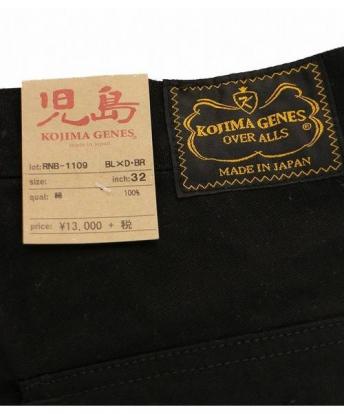 児島
KOJIMA GENES
made in japan
lot: RNB-1109 BL×D・BR
size: inch: 32
qual: 綿 100%
price: ¥13,000 + 税
K
KOJIMA GENES
OVER ALLS ®
MADE IN JAPAN